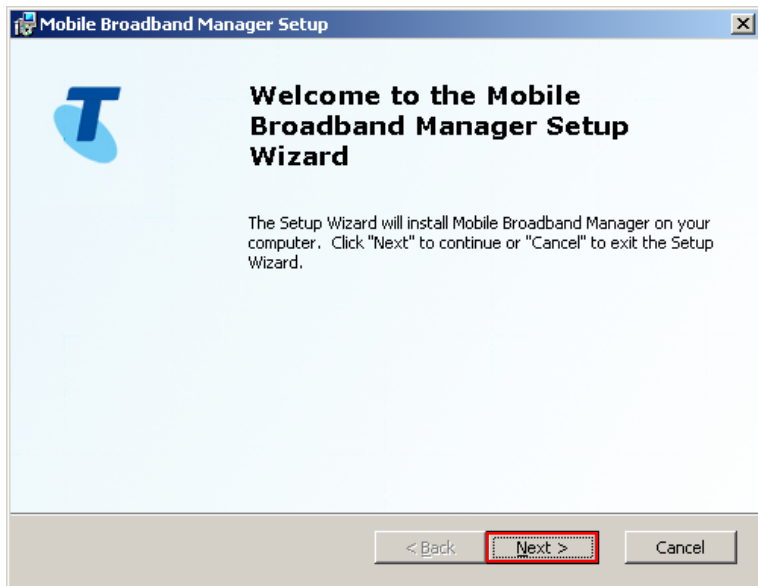 Mobile Broadband Manager Setup
T
Welcome to the Mobile
Broadband Manager Setup
Wizard
The Setup Wizard will install Mobile Broadband Manager on your
computer.  Click "Next" to continue or "Cancel" to exit the Setup
Wizard.
< Back
Next >
Cancel